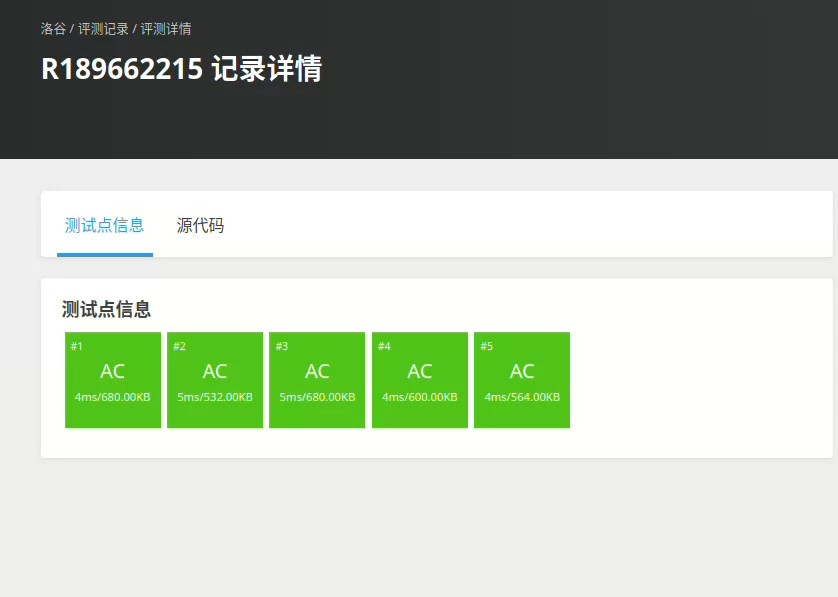 洛谷 / 评测记录 / 评测详情
R189662215 记录详情
测试点信息 源代码
测试点信息
#1 #2 #3 #4 #5
AC AC AC AC AC
4ms/680.00KB 5ms/532.00KB 5ms/680.00KB 4ms/600.00KB 4ms/564.00KB